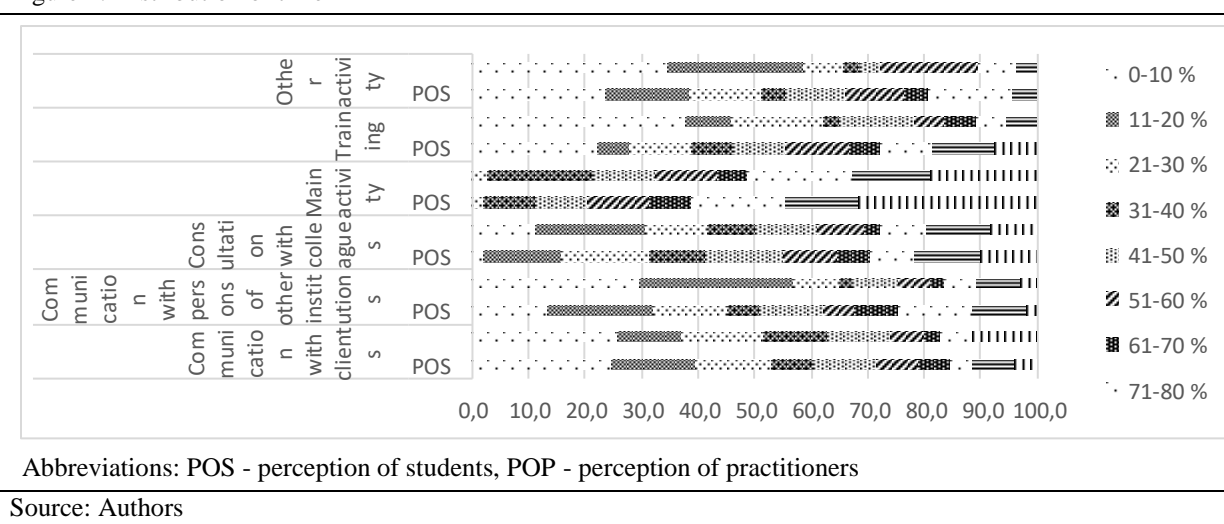 Othe
r
activi
ty
POS
Train
ing
POS
Main
activi
ty
POS
Cons
ultati
on
with
colle
ague
s
POS
Com
muni
catio
n
with
pers
ons
of
other
instit
ution
s
POS
Com
muni
catio
n
with
client
s
POS
0,0 10,0 20,0 30,0 40,0 50,0 60,0 70,0 80,0 90,0 100,0
0-10 %
11-20 %
21-30 %
31-40 %
41-50 %
51-60 %
61-70 %
71-80 %
Abbreviations: POS - perception of students, POP - perception of practitioners
Source: Authors